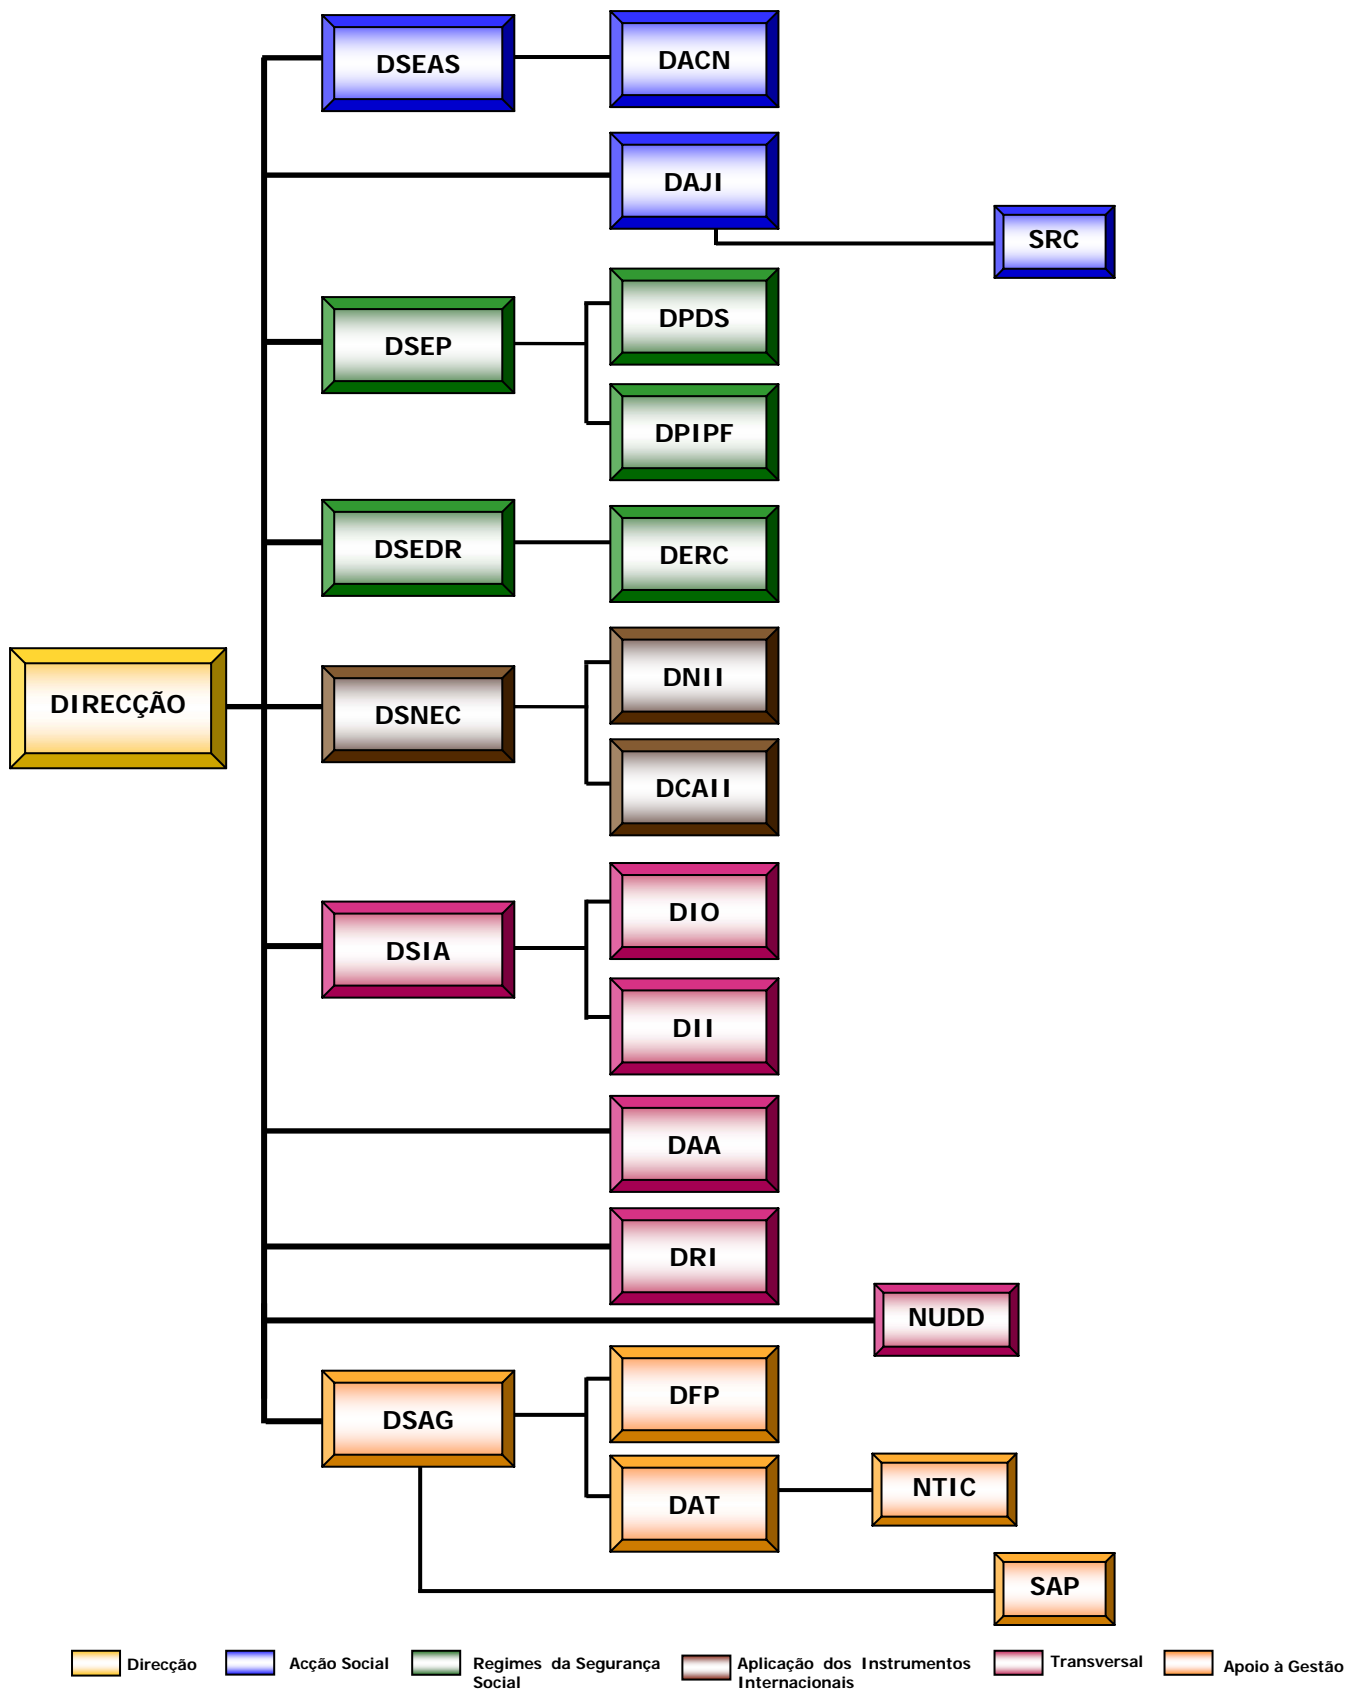 DSEAS
DACN
DAJI
SRC
DSEP
DPDS
DPIPF
DSEDR
DERC
DIRECÇÃO
DSNEC
DNII
DCAII
DSIA
DIO
DII
DAA
DRI
NUDD
DSAG
DFP
DAT
NTIC
SAP
Direcção
Acção Social
Regimes da Segurança
Social
Aplicação dos Instrumentos
Internacionais
Transversal
Apoio à Gestão